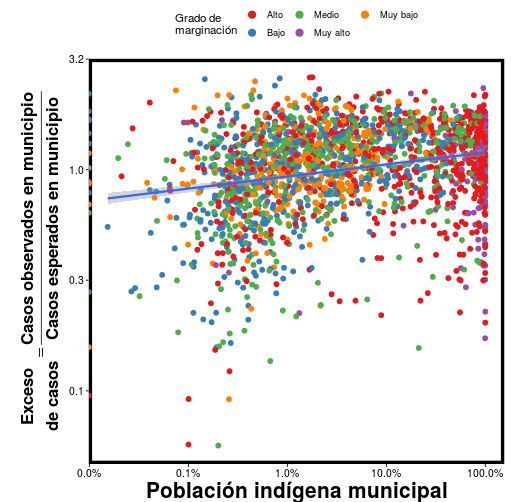 Grado de
marginación
Alto
Medio
Muy bajo
Bajo
Muy alto
3.2
1.0
0.3
0.1
Exceso
de casos
=
Casos observados en municipio
Casos esperados en municipio
0.0%
0.1%
1.0%
10.0%
100.0%
Población indígena municipal